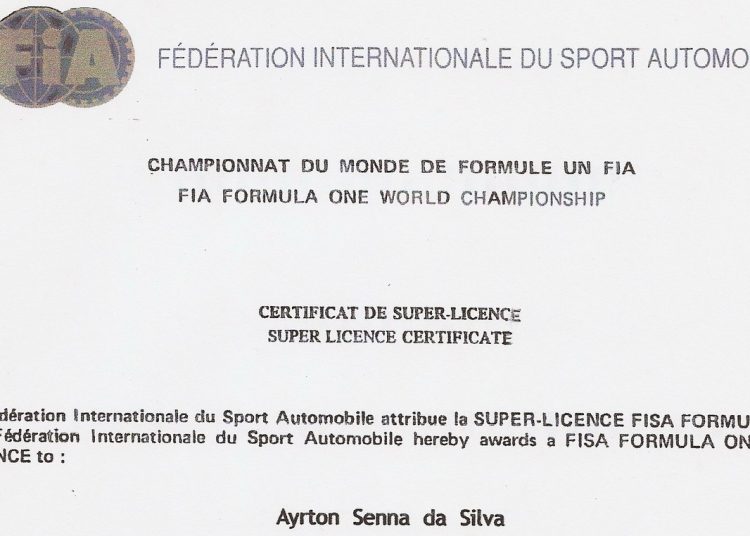 FiA
FÉDÉRATION INTERNATIONALE DU SPORT AUTOMO
CHAMPIONNAT DU MONDE DE FORMULE UN FIA
FIA FORMULA ONE WORLD CHAMPIONSHIP
CERTIFICAT DE SUPER-LICENCE
SUPER LICENCE CERTIFICATE
dération Internationale du Sport Automobile attribue la SUPER-LICENCE FISA FORMU
Fédération Internationale du Sport Automobile hereby awards a FISA FORMULA ON
NCE to :
Ayrton Senna da Silva